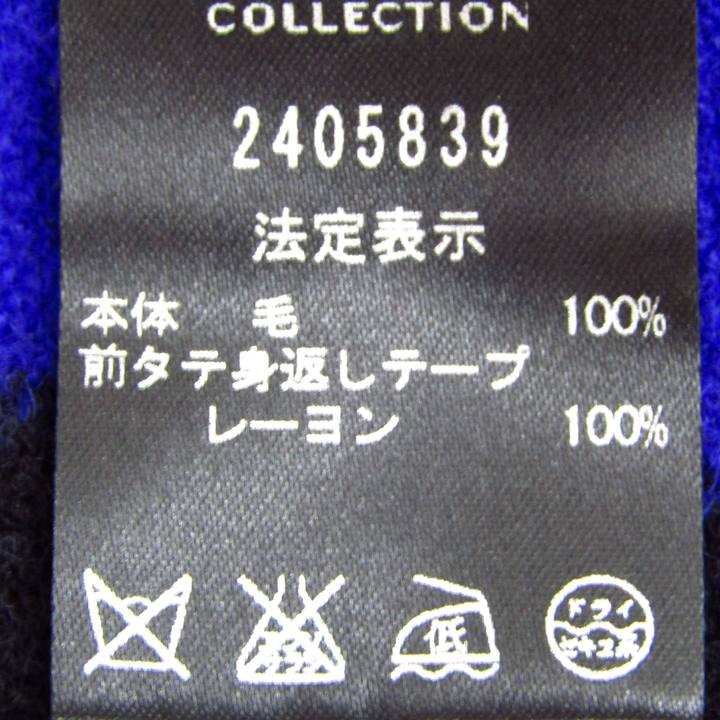 COLLECTION
2405839
法定表示
本体 毛 100%
前タテ身返しテープ
レーヨン 100%
低
ドライ
セキユ系